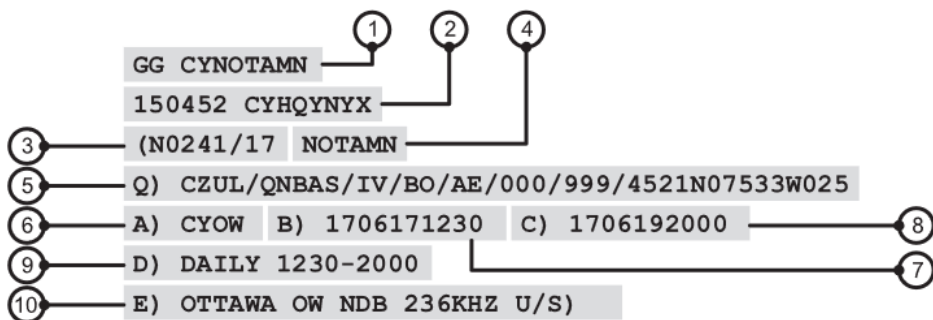 1 2 4
GG CYNOTAMN
150452 CYHQYNYX
3 (N0241/17 NOTAMN
5 Q) CZUL/QNBAS/IV/BO/AE/000/999/4521N07533W025
6 A) CYOW B) 1706171230 C) 1706192000 8
9 D) DAILY 1230-2000 7
10 E) OTTAWA OW NDB 236KHZ U/S)